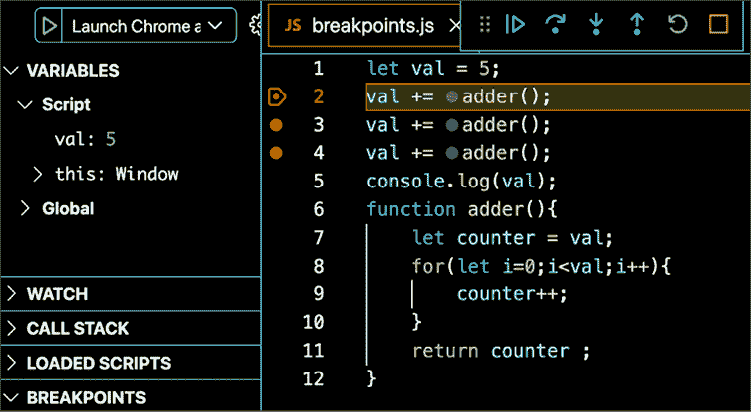 Launch Chrome a
JS breakpoints.js
VARIABLES
Script
val: 5
this: Window
Global
WATCH
CALL STACK
LOADED SCRIPTS
BREAKPOINTS
1 let val = 5;
2 val += adder();
3 val += adder();
4 val += adder();
5 console.log(val);
6 function adder(){
7 let counter = val;
8 for(let i=0;i<val;i++){
9 counter++;
10 }
11 return counter ;
12 }